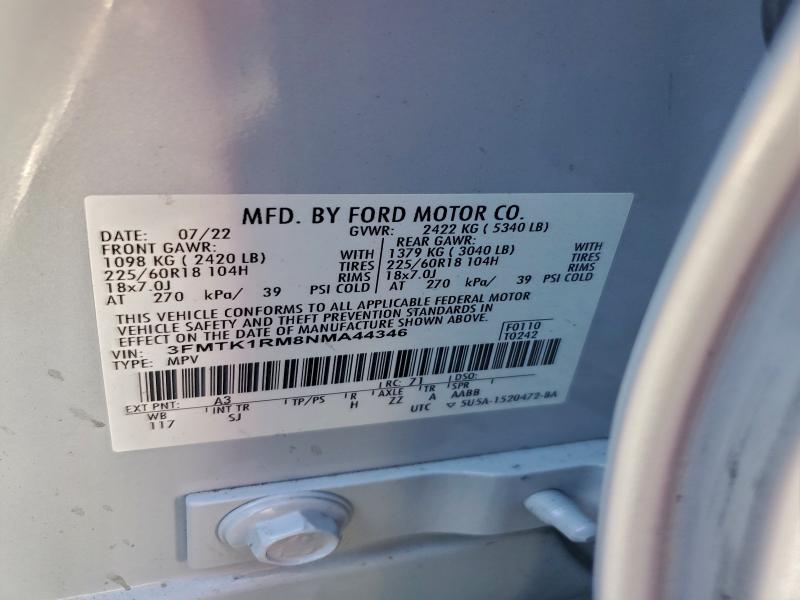 MFD. BY FORD MOTOR CO.
DATE: 07/22 GVWR: 2422 KG ( 5340 LB)
FRONT GAWR: REAR GAWR:
1098 KG ( 2420 LB) WITH 1379 KG ( 3040 LB) WITH
225/60R18 104H TIRES 225/60R18 104H TIRES
18x7.0J RIMS 18x7.0J RIMS
AT 270 kPa/ 39 PSI COLD AT 270 kPa/ 39 PSI COLD
THIS VEHICLE CONFORMS TO ALL APPLICABLE FEDERAL MOTOR
VEHICLE SAFETY AND THEFT PREVENTION STANDARDS IN
EFFECT ON THE DATE OF MANUFACTURE SHOWN ABOVE.
VIN: 3FMTK1RM8NMA44346 F0110
TYPE: MPV T0242
RC: 71 DSO:
EXT PNT: A3 INT TR TP/PS R AXLE TR SPR
WB SJ H ZZ A AABB
117 UTC 5U5A-1520472-BA